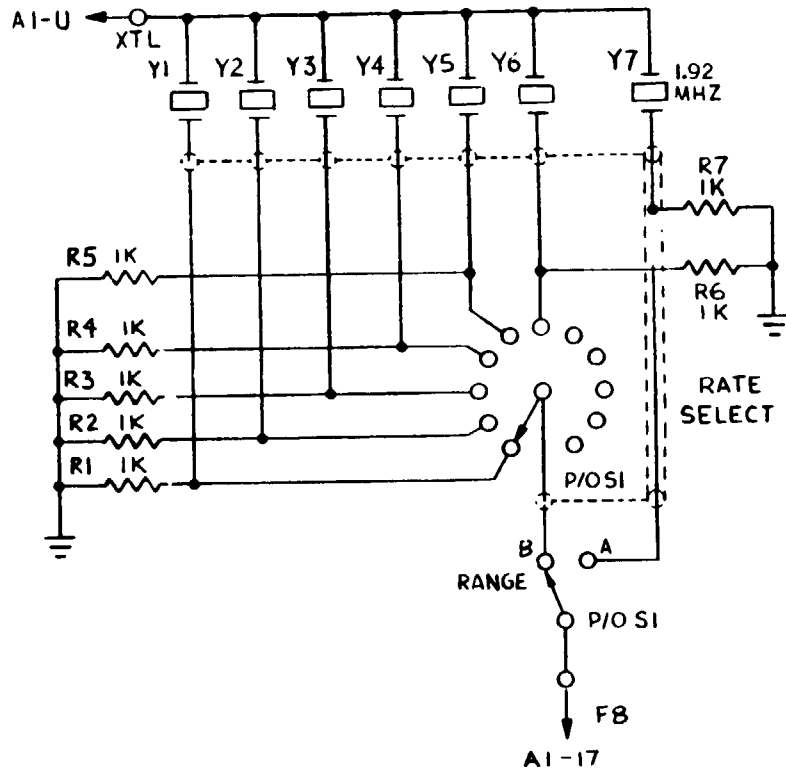 A1-U
XTL
Y1
Y2
Y3
Y4
Y5
Y6
Y7
1.92
MHZ
R7
1K
R5 1K
R6
1K
R4 1K
R3 1K
R2 1K
R1 1K
RATE
SELECT
P/O S1
B
A
RANGE
P/O S1
F8
A1-17